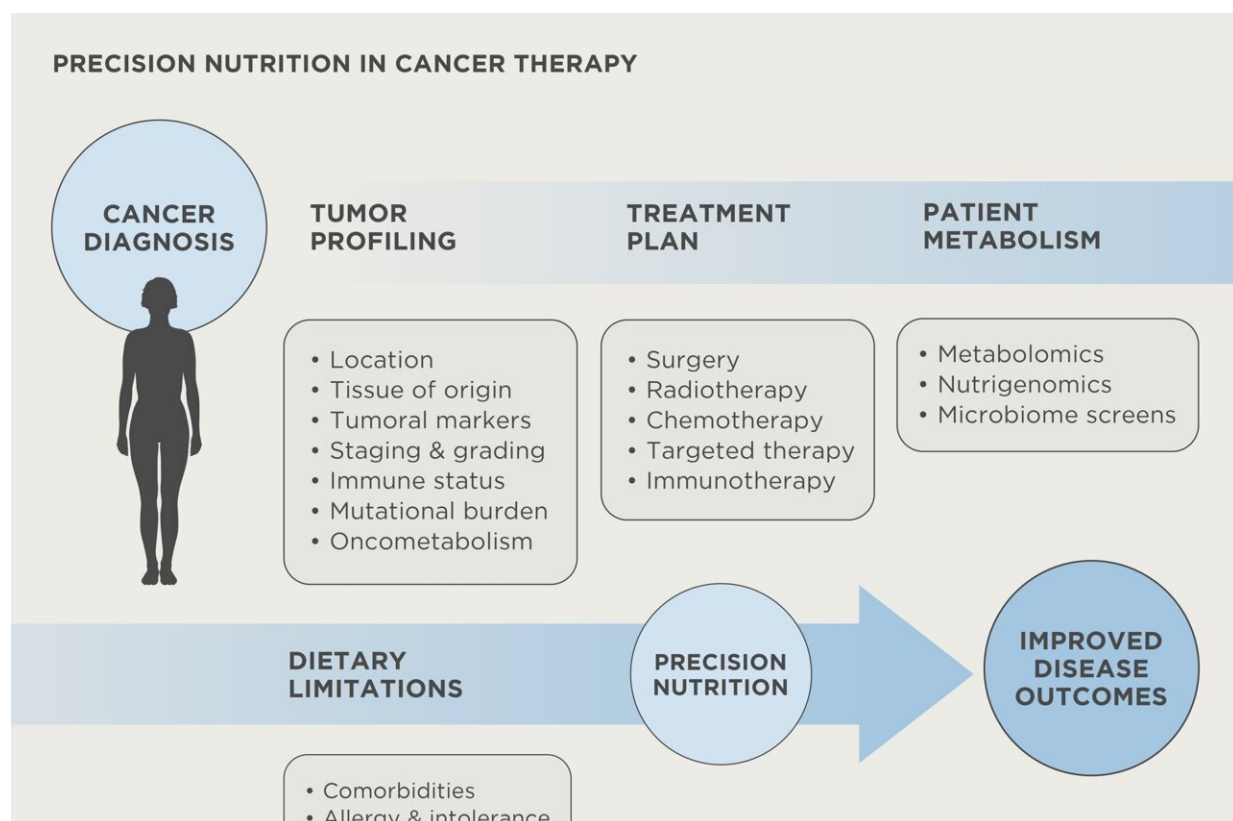 PRECISION NUTRITION IN CANCER THERAPY
CANCER
DIAGNOSIS
TUMOR
PROFILING
• Location
• Tissue of origin
• Tumoral markers
• Staging & grading
• Immune status
• Mutational burden
• Oncometabolism
TREATMENT
PLAN
• Surgery
• Radiotherapy
• Chemotherapy
• Targeted therapy
• Immunotherapy
PATIENT
METABOLISM
• Metabolomics
• Nutrigenomics
• Microbiome screens
DIETARY
LIMITATIONS
• Comorbidities
• Allergy & intolerance
PRECISION
NUTRITION
IMPROVED
DISEASE
OUTCOMES